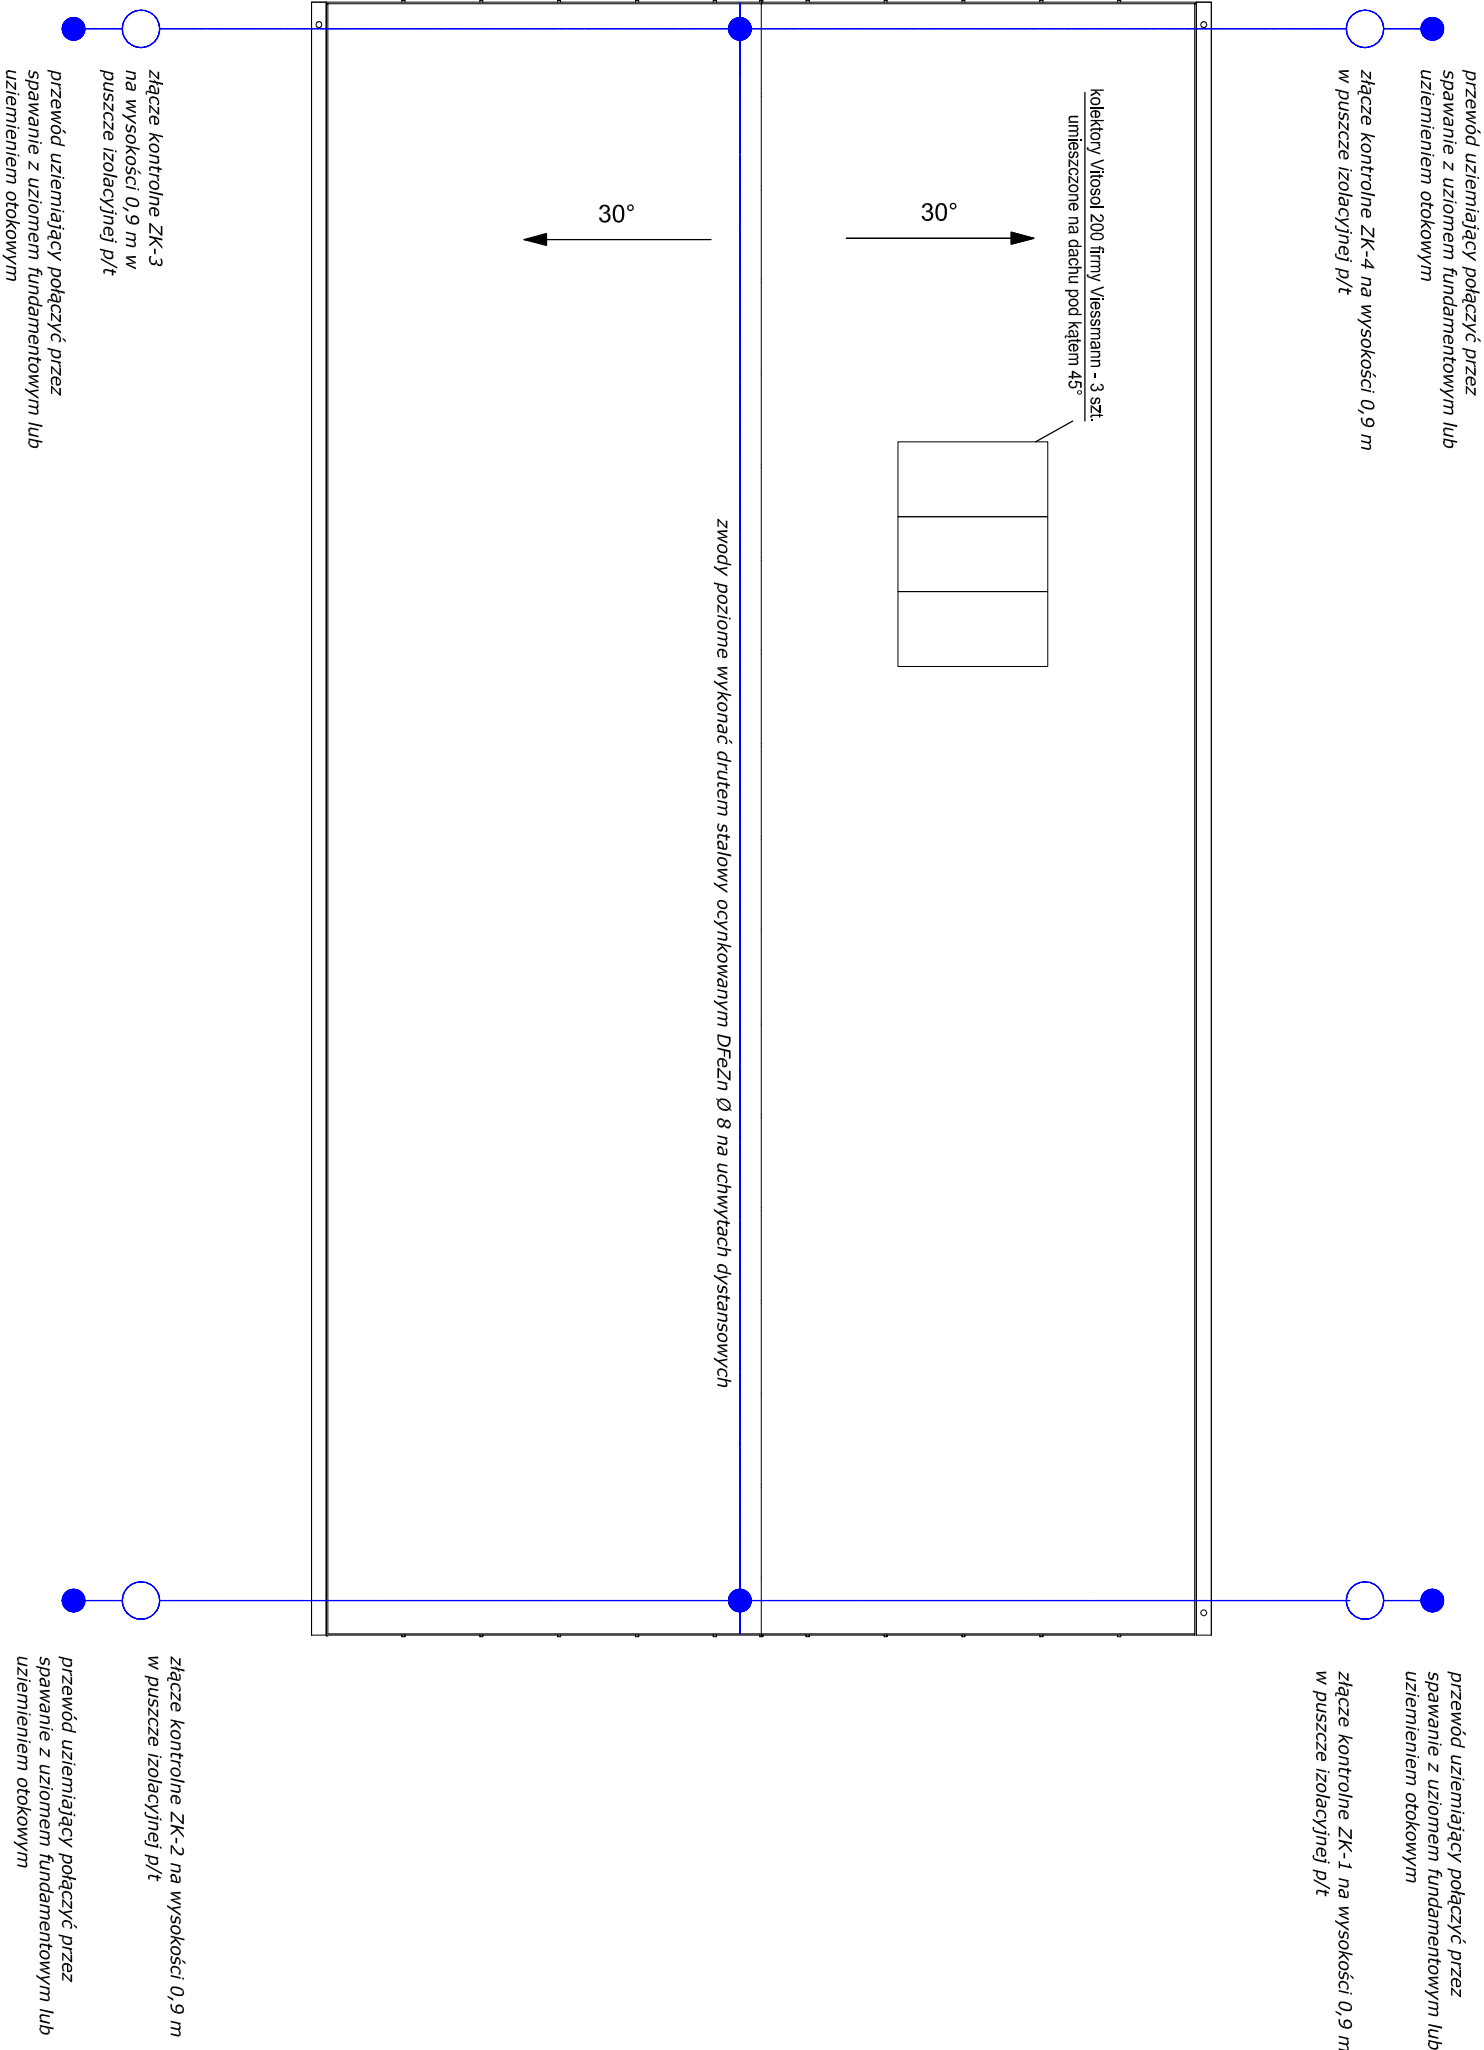 przewód uziemiający połączyć przez
spawanie z uziomem fundamentowym lub
uziemieniem otokowym
złącze kontrolne ZK-4 na wysokości 0,9 m
w puszcze izolacyjnej p/t
przewód uziemiający połączyć przez
spawanie z uziomem fundamentowym lub
uziemieniem otokowym
złącze kontrolne ZK-1 na wysokości 0,9 m
w puszcze izolacyjnej p/t
kolektory Vitosol 200 firmy Viessmann - 3 szt.
umieszczone na dachu pod kątem 45°
30°
30°
zwody poziome wykonać drutem stalowy ocynkowanym DFeZn Ø 8 na uchwytach dystansowych
złącze kontrolne ZK-3
na wysokości 0,9 m w
puszcze izolacyjnej p/t
przewód uziemiający połączyć przez
spawanie z uziomem fundamentowym lub
uziemieniem otokowym
złącze kontrolne ZK-2 na wysokości 0,9 m
w puszcze izolacyjnej p/t
przewód uziemiający połączyć przez
spawanie z uziomem fundamentowym lub
uziemieniem otokowym